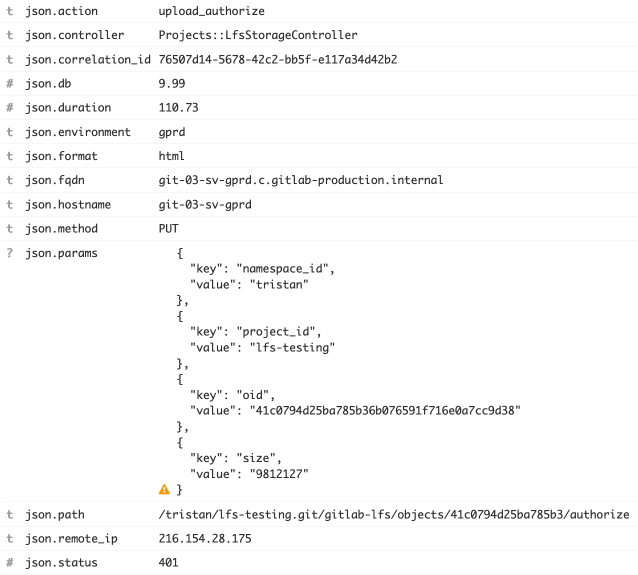 t json.action upload_authorize
t json.controller Projects::LfsStorageController
t json.correlation_id 76507d14-5678-42c2-bb5f-e117a34d42b2
# json.db 9.99
# json.duration 110.73
t json.environment gprd
t json.format html
t json.fqdn git-03-sv-gprd.c.gitlab-production.internal
t json.hostname git-03-sv-gprd
t json.method PUT
? json.params {
"key": "namespace_id",
"value": "tristan"
},
{
"key": "project_id",
"value": "lfs-testing"
},
{
"key": "oid",
"value": "41c0794d25ba785b36b076591f716e0a7cc9d38"
},
{
"key": "size",
"value": "9812127"
}
t json.path /tristan/lfs-testing.git/gitlab-lfs/objects/41c0794d25ba785b3/authorize
t json.remote_ip 216.154.28.175
# json.status 401